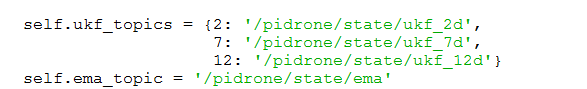 self.ukf_topics = {2: '/pidrone/state/ukf_2d',
7: '/pidrone/state/ukf_7d',
12: '/pidrone/state/ukf_12d'}
self.ema_topic = '/pidrone/state/ema'